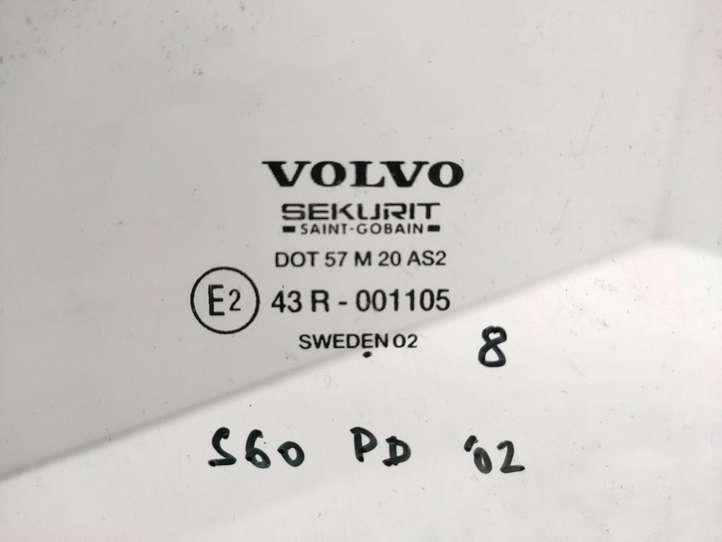 VOLVO
SEKURIT
SAINT-GOBAIN
DOT 57 M 20 AS2
E2 43 R - 001105
SWEDEN 02
8
S60 PD '02